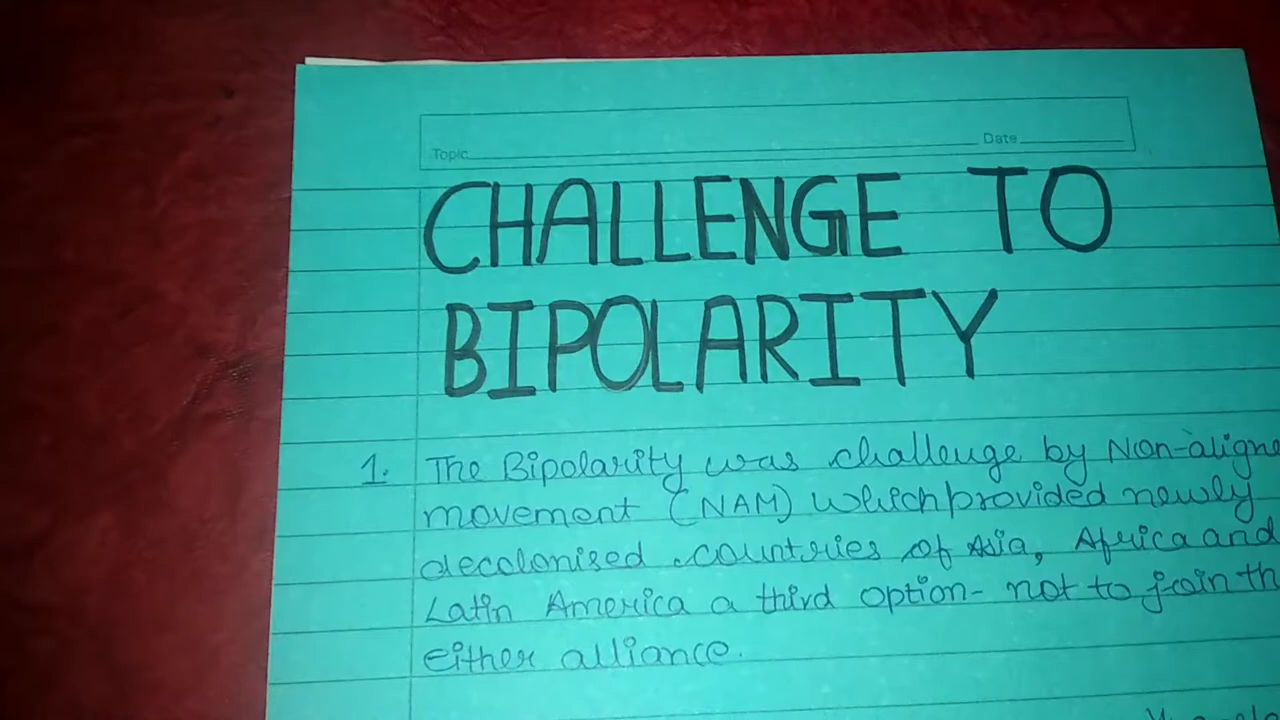 Topic Date
CHALLENGE TO
BIPOLARITY
1. The Bipolarity was challenge by Non-aligne
movement (NAM) which provided newly
decolonised countries of Asia, Africa and
Latin America a third option- not to join th
either alliance.